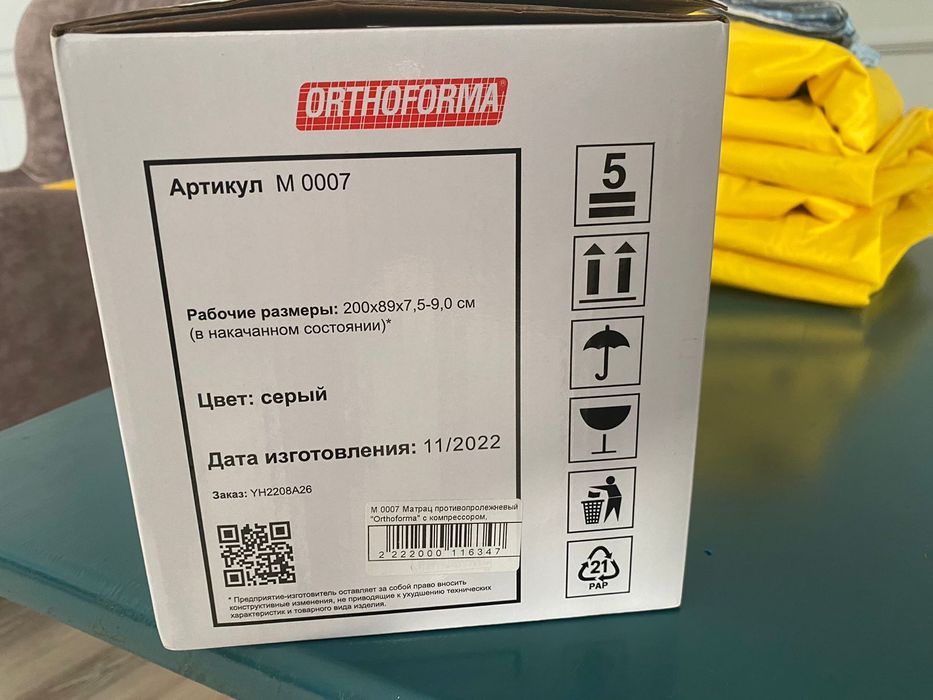 ORTHOFORMA
Артикул М 0007
Рабочие размеры: 200х89х7,5-9,0 см
(в накачанном состоянии)*
Цвет: серый
Дата изготовления: 11/2022
Заказ: YH2208A26
М 0007 Матрац противопролежневый
"Orthoforma" с компрессором,
2 222000 116347
* Предприятие-изготовитель оставляет за собой право вносить
конструктивные изменения, не приводящие к ухудшению технических
характеристик и товарного вида изделия.
5
21
PAP